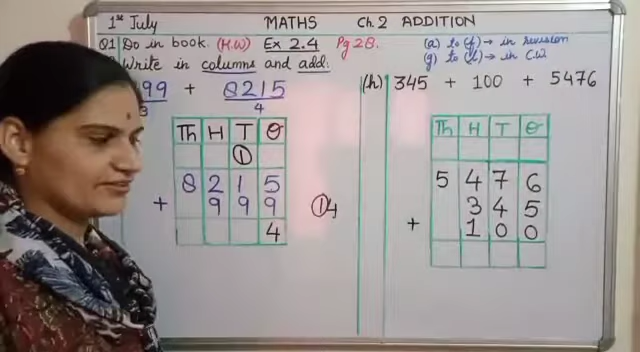 1st July MATHS Ch. 2 ADDITION
Q1 Do in book. (H.W) Ex 2.4 Pg 28.
Write in columns and add.
(a) to (f) → in revision
(g) to (l) → in C.W
99 + 8215
3 4
Th H T O
1
8 2 1 5
+ 9 9 9
4
14
(h) 345 + 100 + 5476
Th H T O
5 4 7 6
3 4 5
+ 1 0 0